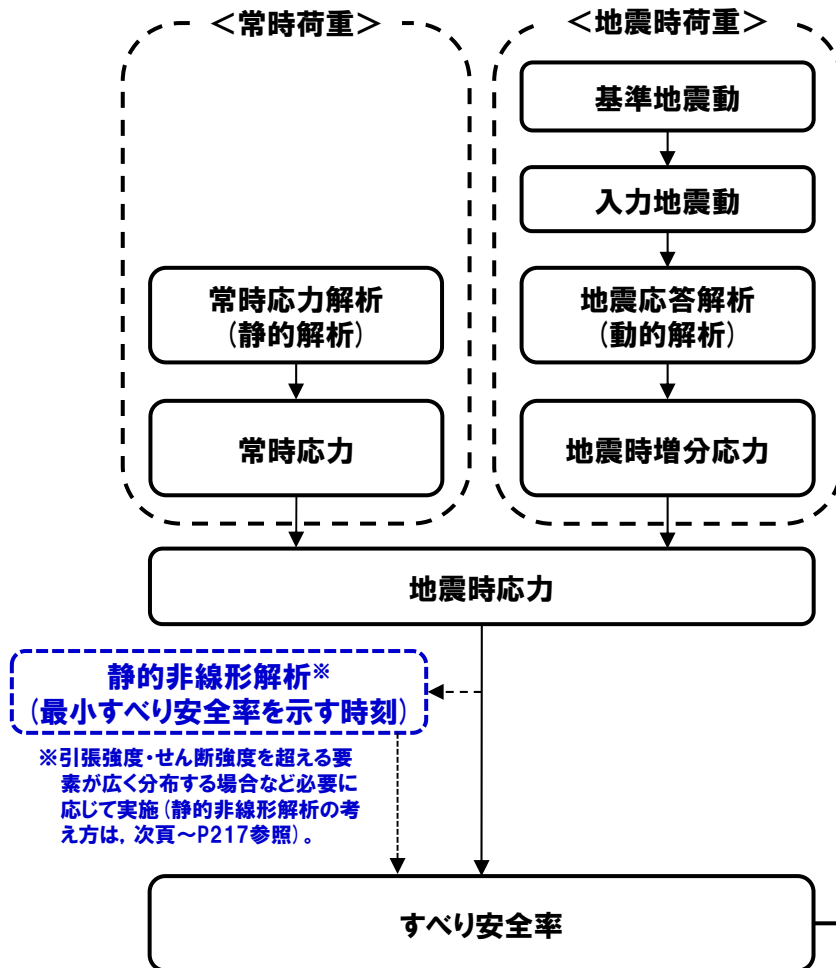 ＜常時荷重＞
＜地震時荷重＞
基準地震動
入力地震動
常時応力解析
(静的解析)
地震応答解析
(動的解析)
常時応力
地震時増分応力
地震時応力
静的非線形解析※
(最小すべり安全率を示す時刻)
※引張強度・せん断強度を超える要
素が広く分布する場合など必要に
応じて実施(静的非線形解析の考
え方は，次頁～P217参照)。
すべり安全率